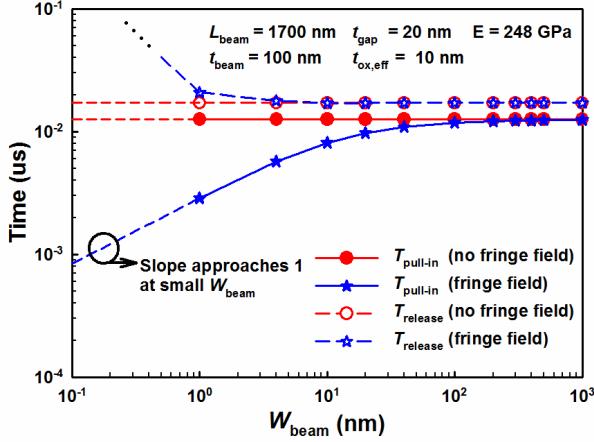 10⁰
L_beam = 1700 nm t_gap = 20 nm E = 248 GPa
t_beam = 100 nm t_ox,eff = 10 nm
10⁻¹
10⁻²
10⁻³
10⁻⁴
Time (us)
Slope approaches 1
at small W_beam
T_pull-in (no fringe field)
T_pull-in (fringe field)
T_release (no fringe field)
T_release (fringe field)
10⁻¹ 10⁰ 10¹ 10² 10³
W_beam (nm)